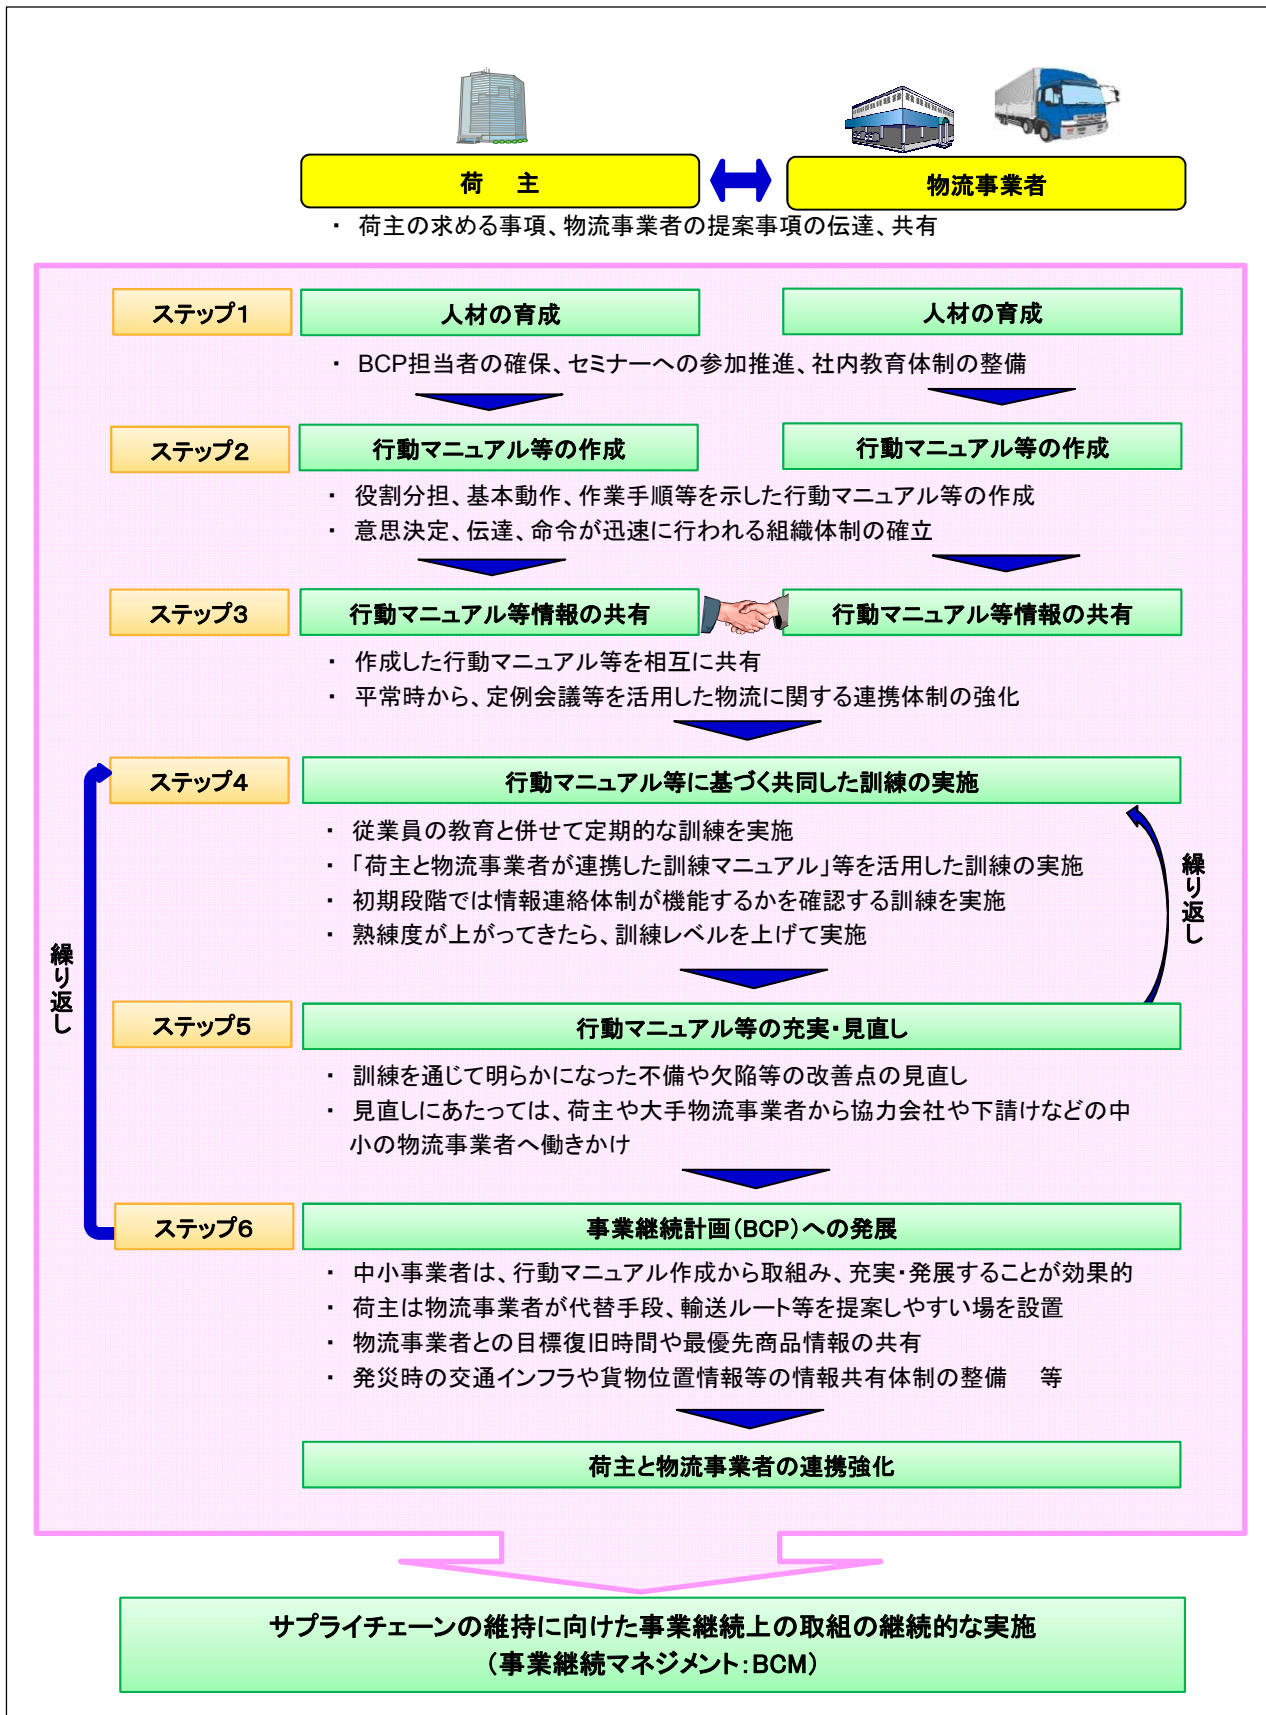 荷　主
物流事業者
・ 荷主の求める事項、物流事業者の提案事項の伝達、共有
ステップ1
人材の育成
人材の育成
・ BCP担当者の確保、セミナーへの参加推進、社内教育体制の整備
ステップ2
行動マニュアル等の作成
行動マニュアル等の作成
・ 役割分担、基本動作、作業手順等を示した行動マニュアル等の作成
・ 意思決定、伝達、命令が迅速に行われる組織体制の確立
ステップ3
行動マニュアル等情報の共有
行動マニュアル等情報の共有
・ 作成した行動マニュアル等を相互に共有
・ 平常時から、定例会議等を活用した物流に関する連携体制の強化
ステップ4
行動マニュアル等に基づく共同した訓練の実施
・ 従業員の教育と併せて定期的な訓練を実施
・ 「荷主と物流事業者が連携した訓練マニュアル」等を活用した訓練の実施
・ 初期段階では情報連絡体制が機能するかを確認する訓練を実施
・ 熟練度が上がってきたら、訓練レベルを上げて実施
繰り返し
繰り返し
ステップ5
行動マニュアル等の充実・見直し
・ 訓練を通じて明らかになった不備や欠陥等の改善点の見直し
・ 見直しにあたっては、荷主や大手物流事業者から協力会社や下請けなどの中
小の物流事業者へ働きかけ
ステップ6
事業継続計画(BCP)への発展
・ 中小事業者は、行動マニュアル作成から取組み、充実・発展することが効果的
・ 荷主は物流事業者が代替手段、輸送ルート等を提案しやすい場を設置
・ 物流事業者との目標復旧時間や最優先商品情報の共有
・ 発災時の交通インフラや貨物位置情報等の情報共有体制の整備　等
荷主と物流事業者の連携強化
サプライチェーンの維持に向けた事業継続上の取組の継続的な実施
(事業継続マネジメント:BCM)